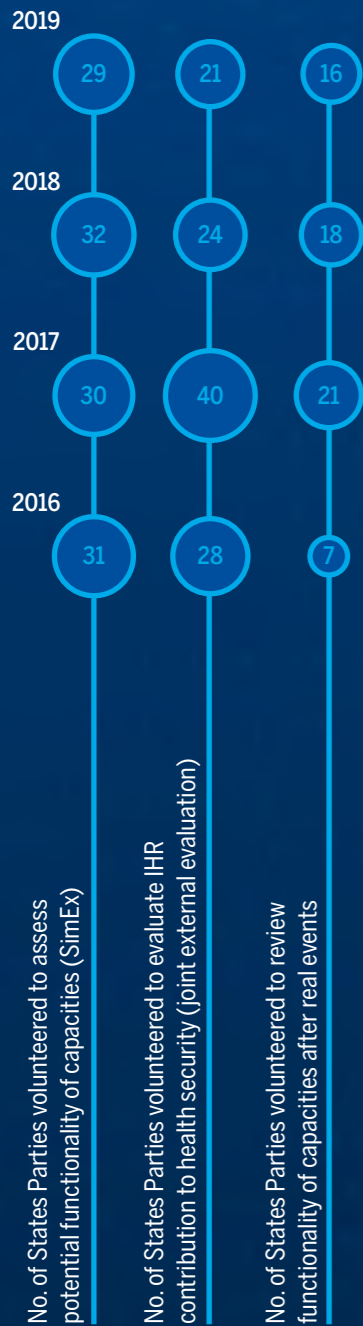 2019
29
21
16
2018
32
24
18
2017
30
40
21
2016
31
28
7
No. of States Parties volunteered to assess
potential functionality of capacities (SimEx)
No. of States Parties volunteered to evaluate IHR
contribution to health security (joint external evaluation)
No. of States Parties volunteered to review
functionality of capacities after real events